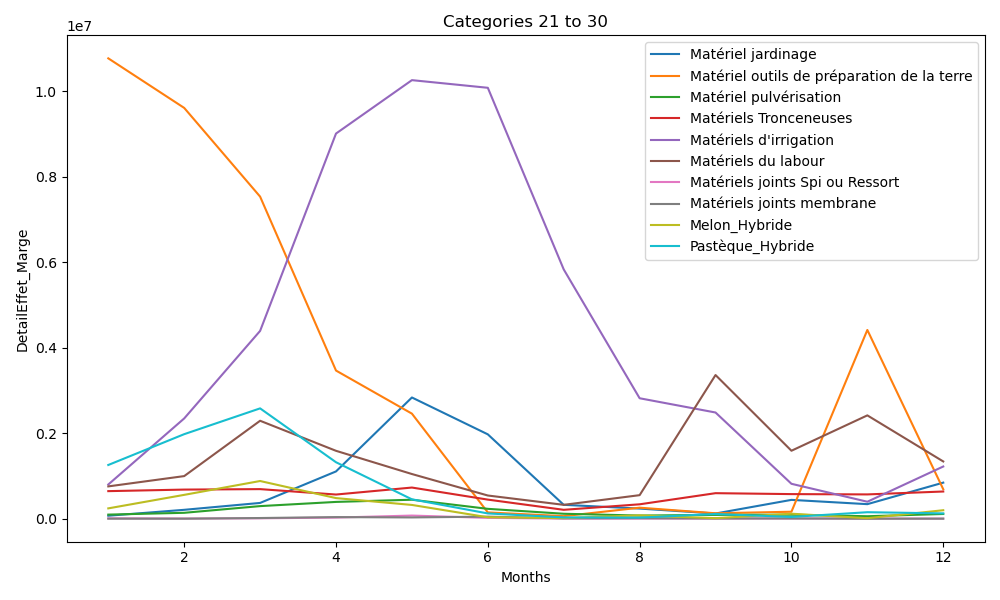 Categories 21 to 30
1e7
DetailEffet_Marge
1.0
0.8
0.6
0.4
0.2
0.0
Matériel jardinage
Matériel outils de préparation de la terre
Matériel pulvérisation
Matériels Tronceneuses
Matériels d'irrigation
Matériels du labour
Matériels joints Spi ou Ressort
Matériels joints membrane
Melon_Hybride
Pastèque_Hybride
2 4 6 8 10 12
Months